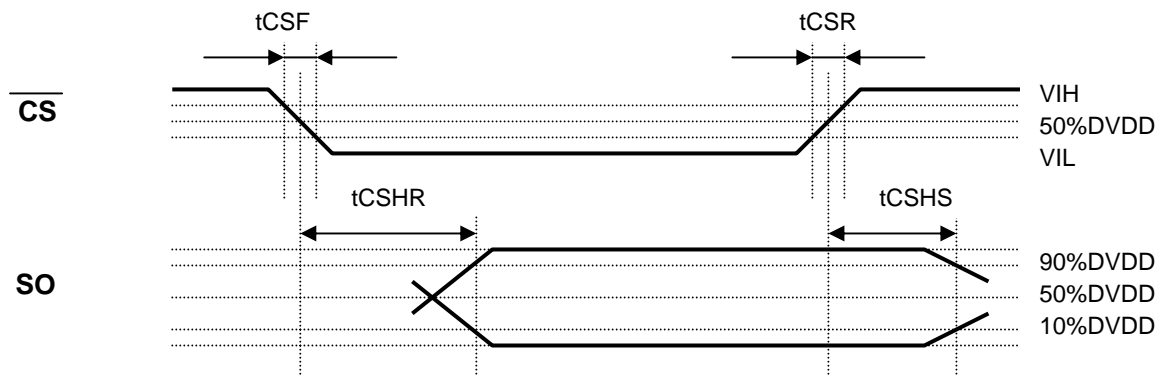 tCSF
tCSR
CS
VIH
50%DVDD
VIL
tCSHR
tCSHS
SO
90%DVDD
50%DVDD
10%DVDD